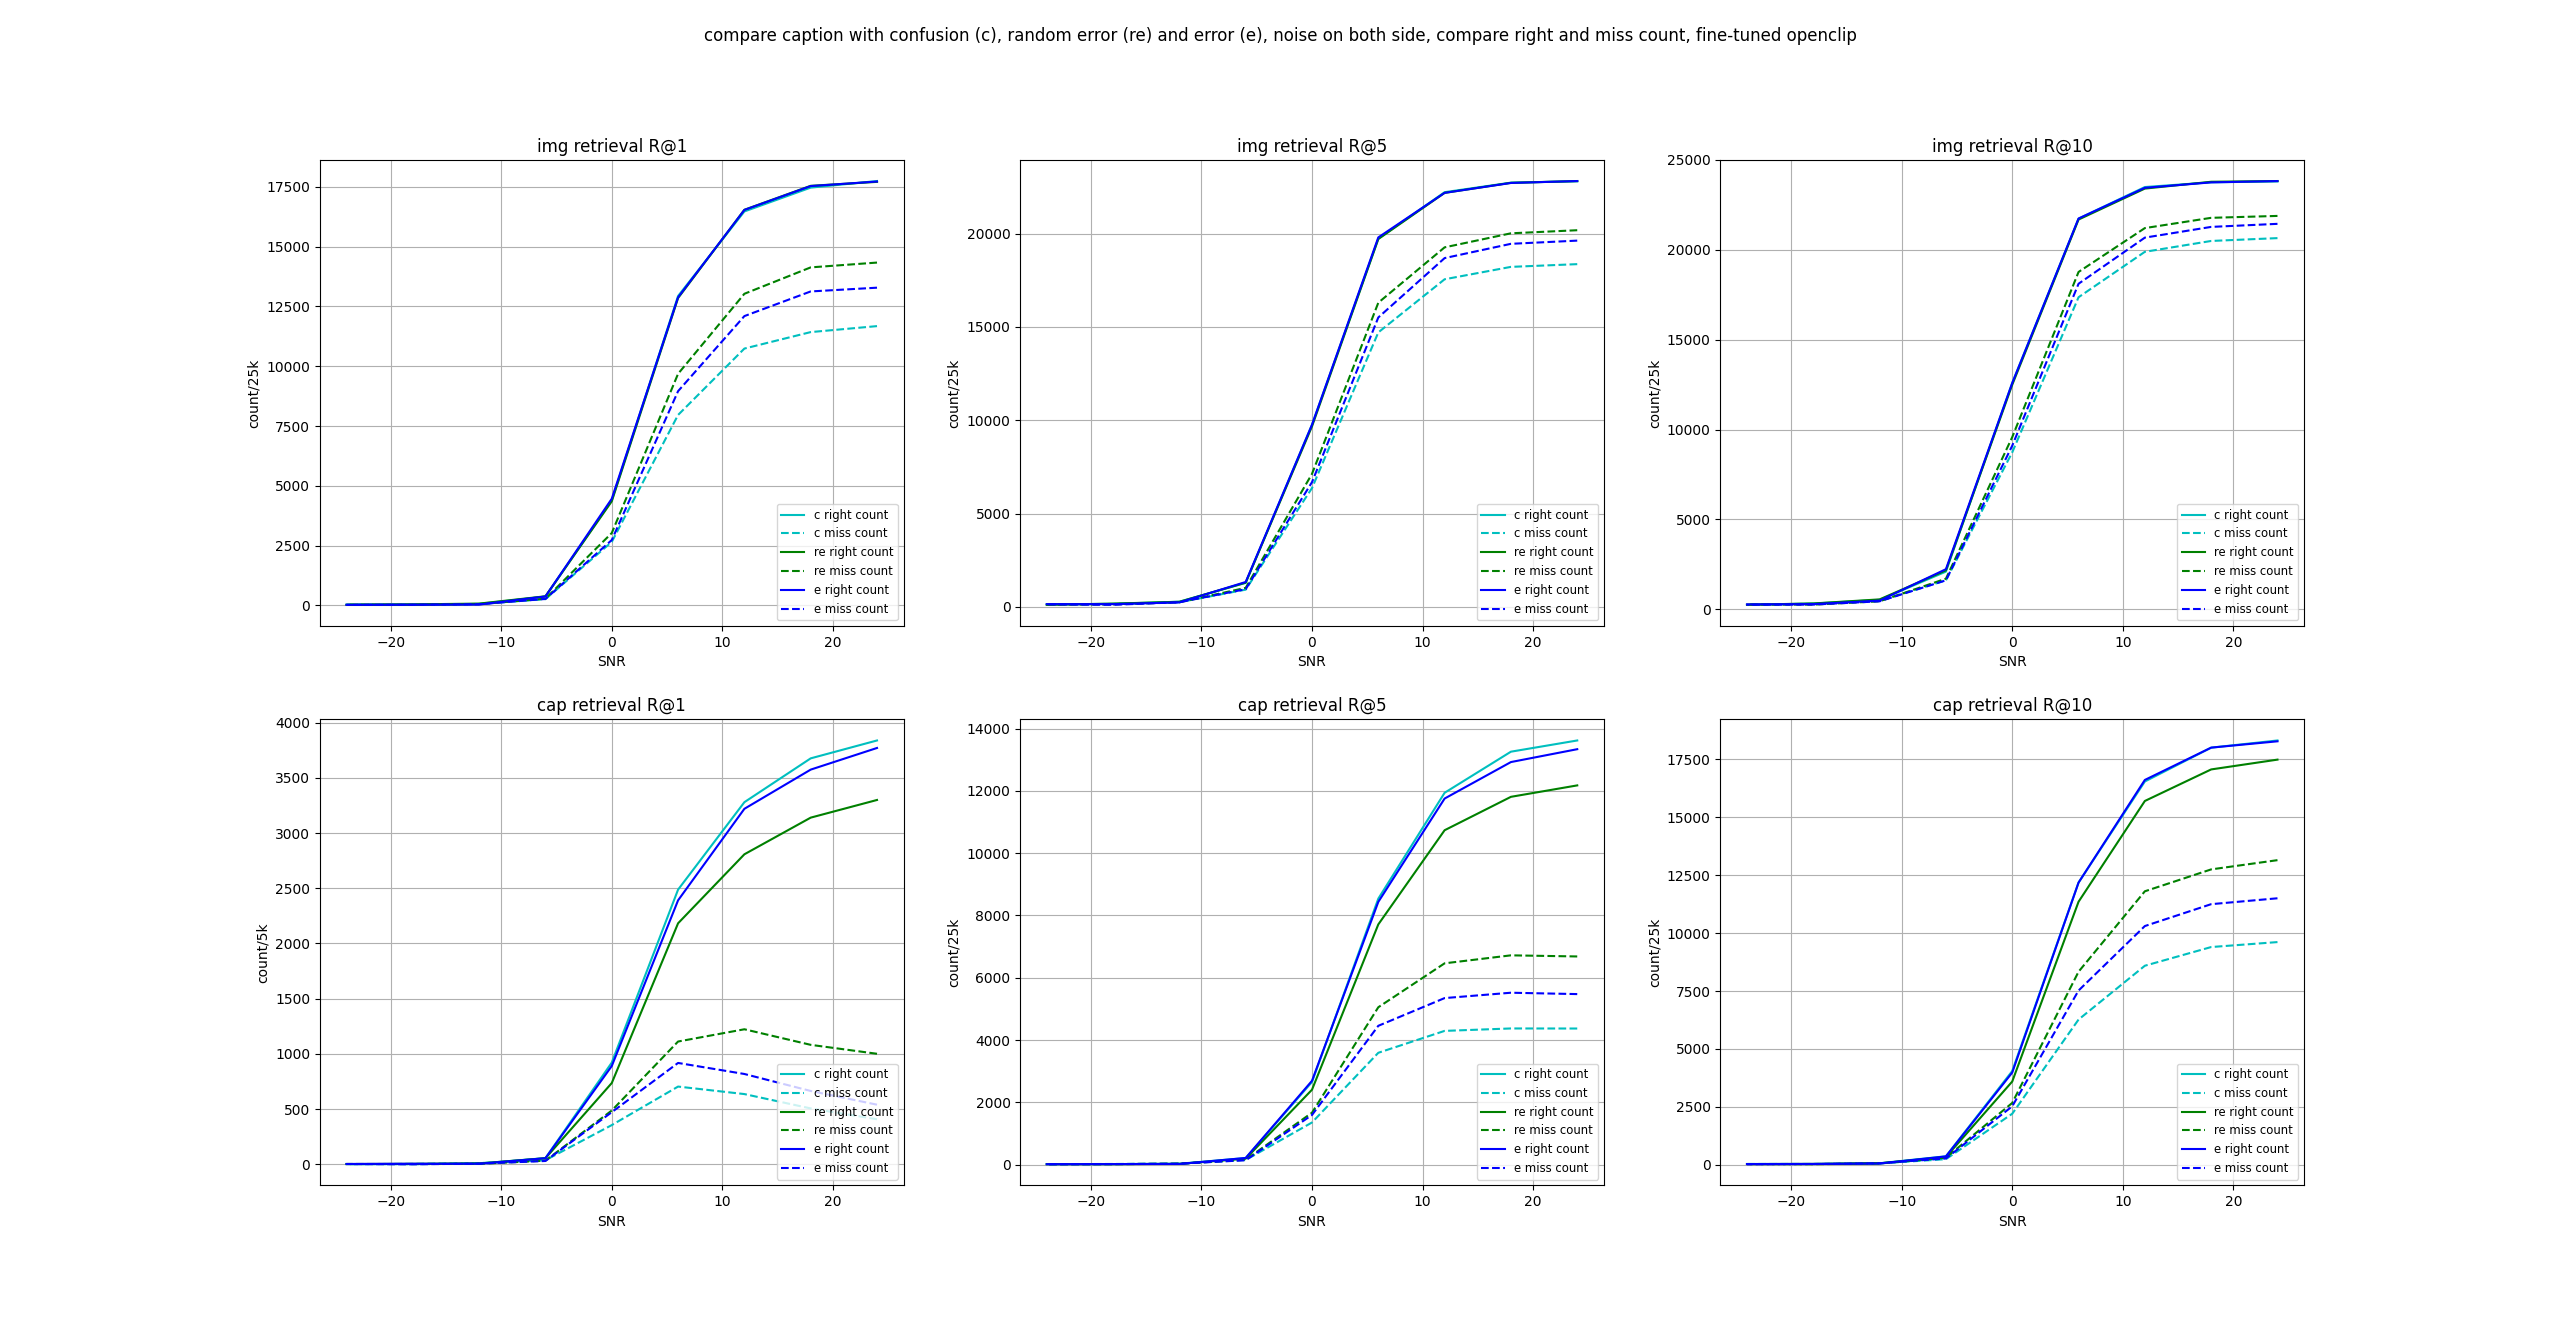 compare caption with confusion (c), random error (re) and error (e), noise on both side, compare right and miss count, fine-tuned openclip
img retrieval R@1
17500
15000
12500
10000
7500
5000
2500
0
count/25k
−20
−10
0
10
20
SNR
c right count
c miss count
re right count
re miss count
e right count
e miss count
img retrieval R@5
20000
15000
10000
5000
0
count/25k
−20
−10
0
10
20
SNR
c right count
c miss count
re right count
re miss count
e right count
e miss count
img retrieval R@10
25000
20000
15000
10000
5000
0
count/25k
−20
−10
0
10
20
SNR
c right count
c miss count
re right count
re miss count
e right count
e miss count
cap retrieval R@1
4000
3500
3000
2500
2000
1500
1000
500
0
count/5k
−20
−10
0
10
20
SNR
c right count
c miss count
re right count
re miss count
e right count
e miss count
cap retrieval R@5
14000
12000
10000
8000
6000
4000
2000
0
count/25k
−20
−10
0
10
20
SNR
c right count
c miss count
re right count
re miss count
e right count
e miss count
cap retrieval R@10
17500
15000
12500
10000
7500
5000
2500
0
count/25k
−20
−10
0
10
20
SNR
c right count
c miss count
re right count
re miss count
e right count
e miss count